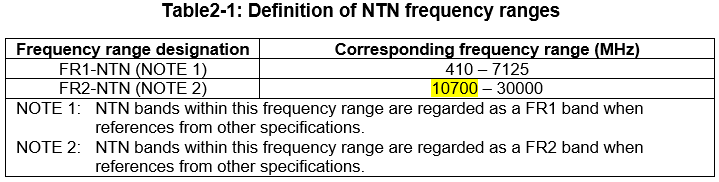 Table2-1: Definition of NTN frequency ranges
Frequency range designation Corresponding frequency range (MHz)
FR1-NTN (NOTE 1) 410 – 7125
FR2-NTN (NOTE 2) 10700 – 30000
NOTE 1: NTN bands within this frequency range are regarded as a FR1 band when
references from other specifications.
NOTE 2: NTN bands within this frequency range are regarded as a FR2 band when
references from other specifications.